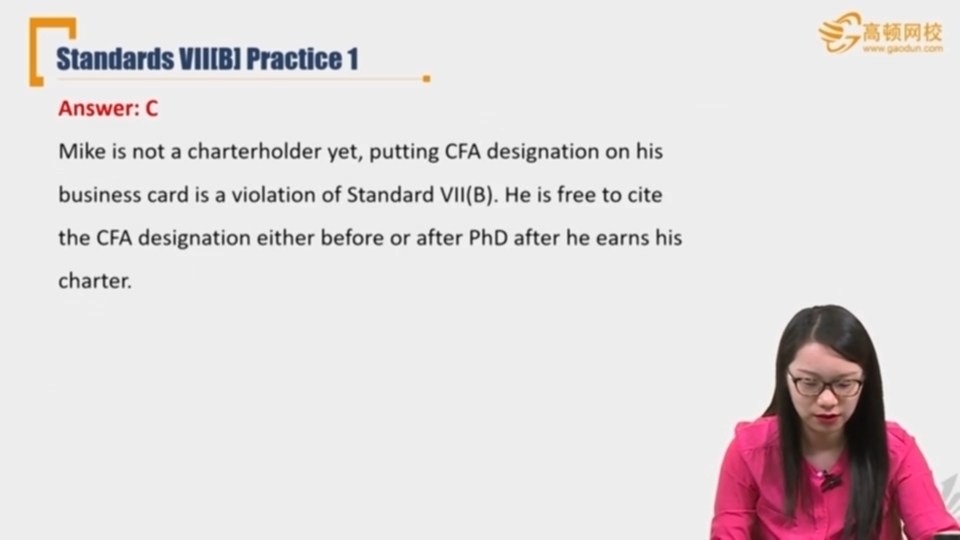 Standards VII(B) Practice 1
高顿网校
www.gaodun.com
Answer: C
Mike is not a charterholder yet, putting CFA designation on his
business card is a violation of Standard VII(B). He is free to cite
the CFA designation either before or after PhD after he earns his
charter.